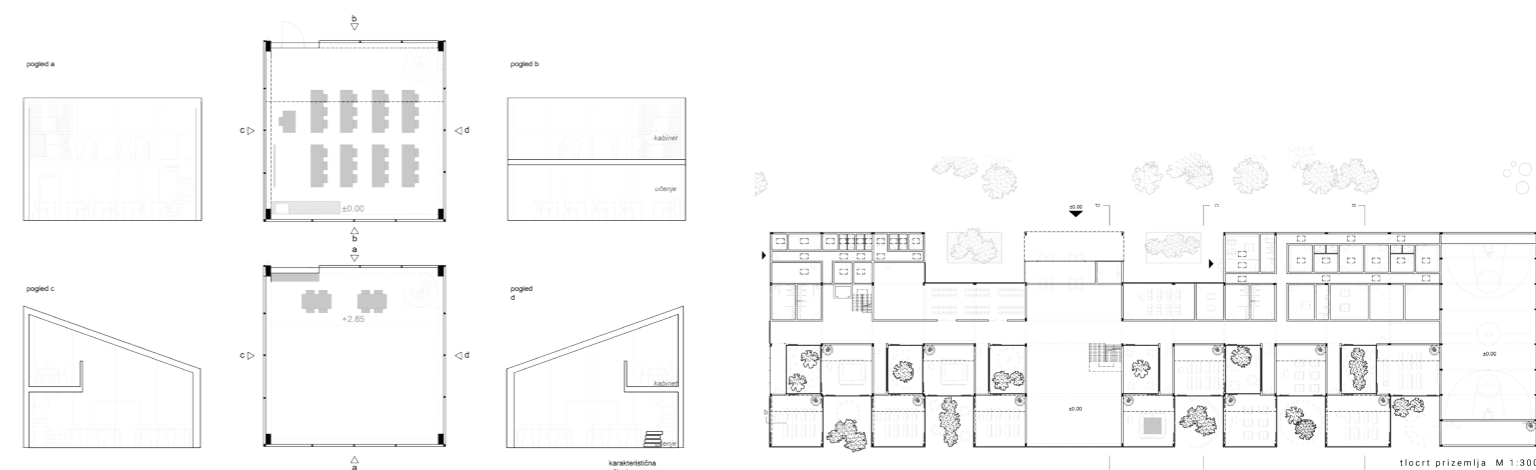 b
pogled a
pogled b
c
d
kabinet
učenje
±0.00
b
a
pogled c
pogled
d
+2.85
c
d
kabinet
karakteristična
a
±0.00
±0.00
±0.00
tlocrt prizemlja M 1:300